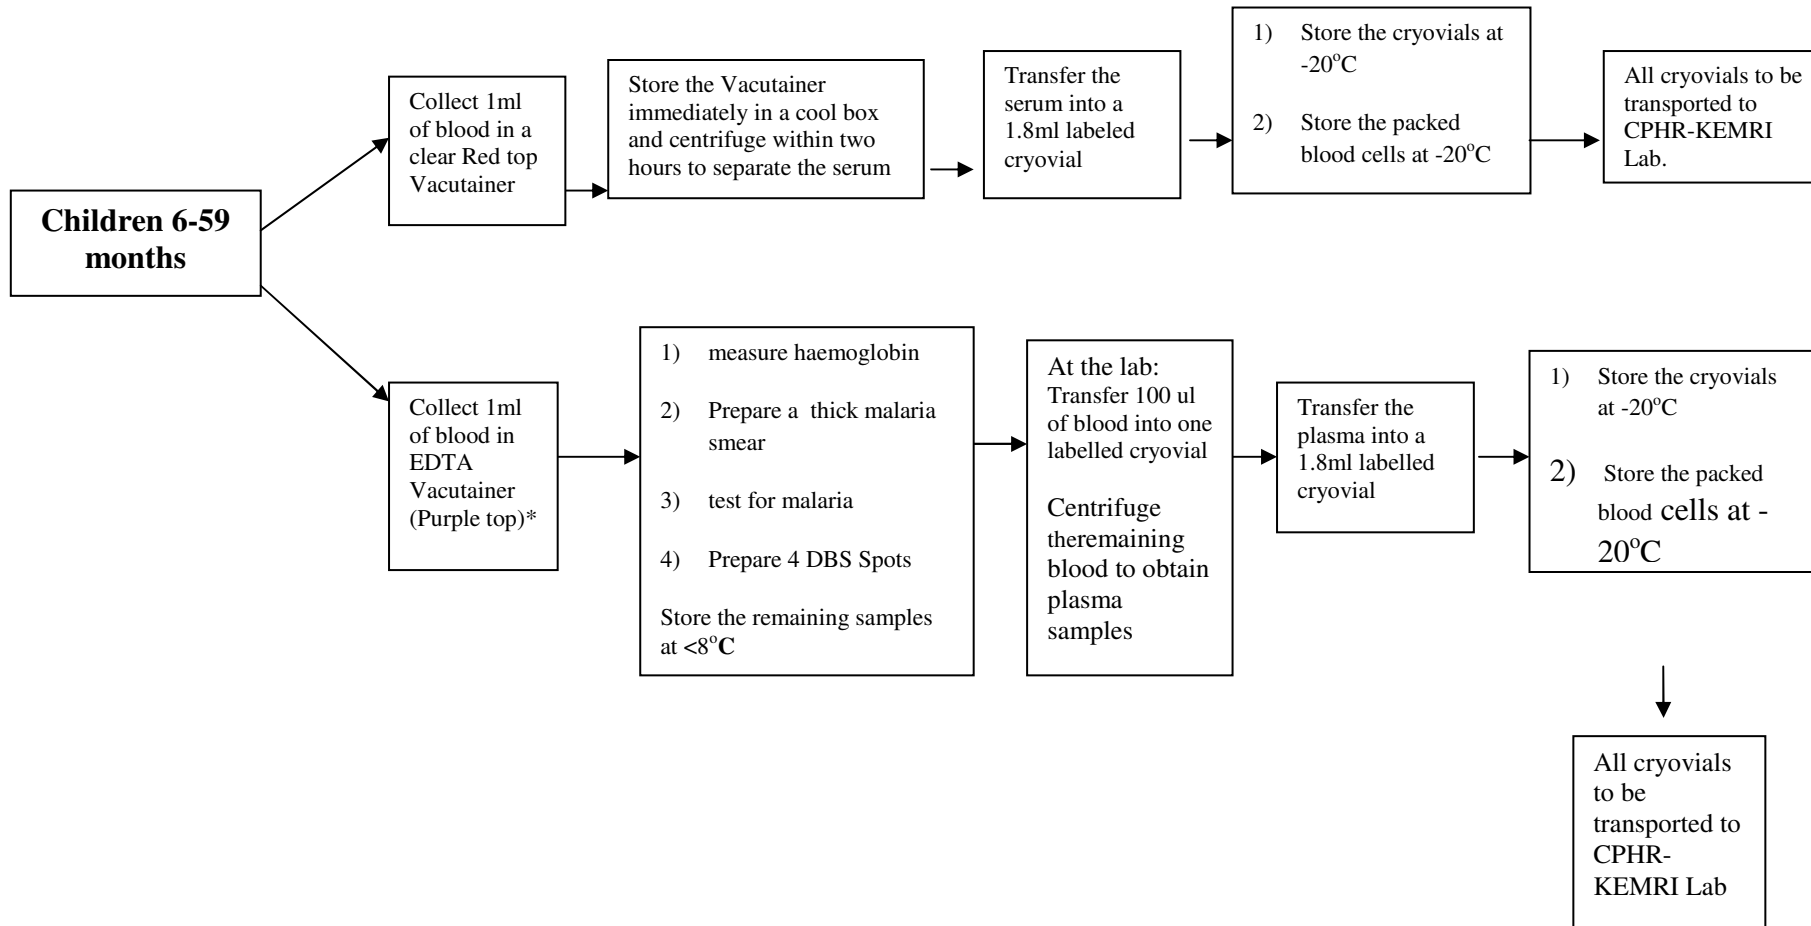 Children 6-59
months
Collect 1ml
of blood in a
clear Red top
Vacutainer
Store the Vacutainer
immediately in a cool box
and centrifuge within two
hours to separate the serum
Transfer the
serum into a
1.8ml labeled
cryovial
1) Store the cryovials at
-20°C
2) Store the packed
blood cells at -20°C
All cryovials to be
transported to
CPHR-KEMRI
Lab.
Collect 1ml
of blood in
EDTA
Vacutainer
(Purple top)*
1) measure haemoglobin
2) Prepare a thick malaria
smear
3) test for malaria
4) Prepare 4 DBS Spots
Store the remaining samples
at <8°C
At the lab:
Transfer 100 ul
of blood into one
labelled cryovial
Centrifuge
theremaining
blood to obtain
plasma
samples
Transfer the
plasma into a
1.8ml labelled
cryovial
1) Store the cryovials
at -20°C
2) Store the packed
blood cells at -
20°C
All cryovials
to be
transported to
CPHR-
KEMRI Lab